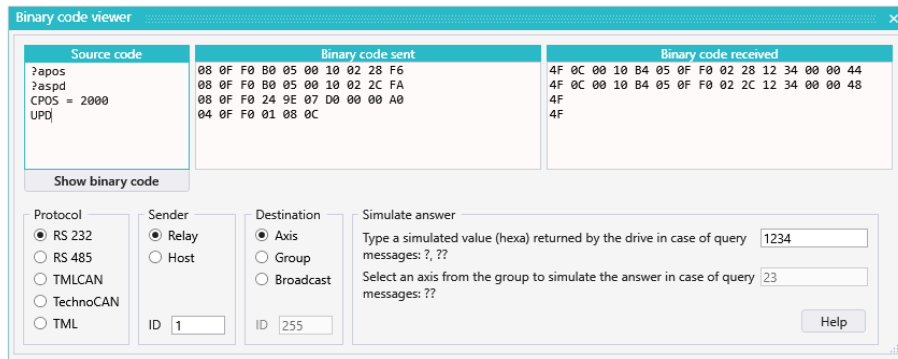 Binary code viewer
Source code
?apos
?aspd
CPOS = 2000
UPD
Binary code sent
08 0F F0 B0 05 00 10 02 28 F6
08 0F F0 B0 05 00 10 02 2C FA
08 0F F0 24 9E 07 D0 00 00 A0
04 0F F0 01 08 0C
Binary code received
4F 0C 00 10 B4 05 0F F0 02 28 12 34 00 00 44
4F 0C 00 10 B4 05 0F F0 02 2C 12 34 00 00 48
4F
4F
Show binary code
Protocol
RS 232
RS 485
TMLCAN
TechnoCAN
TML
Sender
Relay
Host
ID 1
Destination
Axis
Group
Broadcast
ID 255
Simulate answer
Type a simulated value (hexa) returned by the drive in case of query 1234
messages: ?, ??
Select an axis from the group to simulate the answer in case of query 23
messages: ??
Help